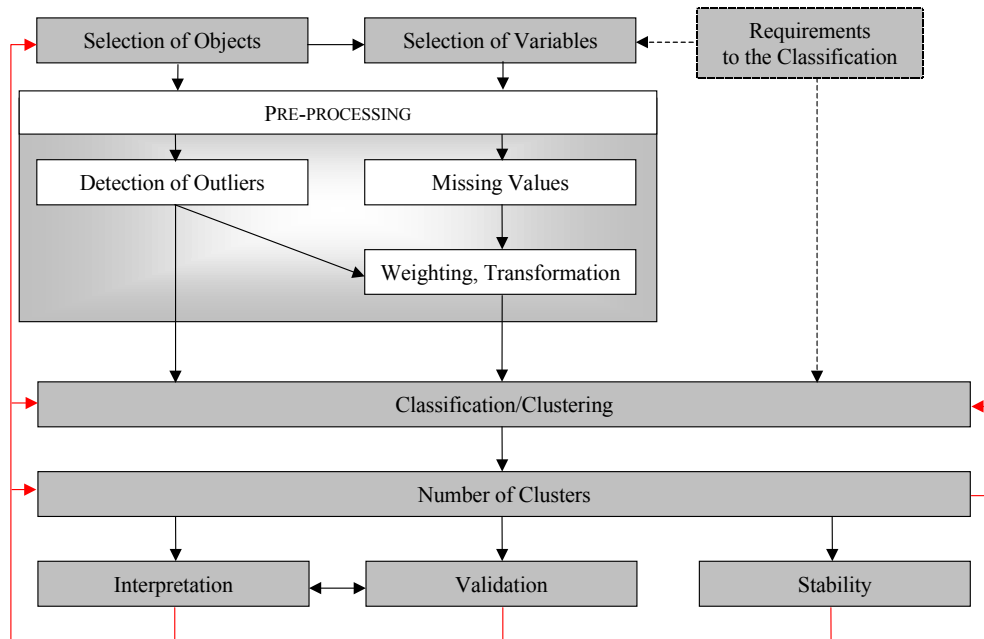 Selection of Objects
Selection of Variables
Requirements
to the Classification
PRE-PROCESSING
Detection of Outliers
Missing Values
Weighting, Transformation
Classification/Clustering
Number of Clusters
Interpretation
Validation
Stability